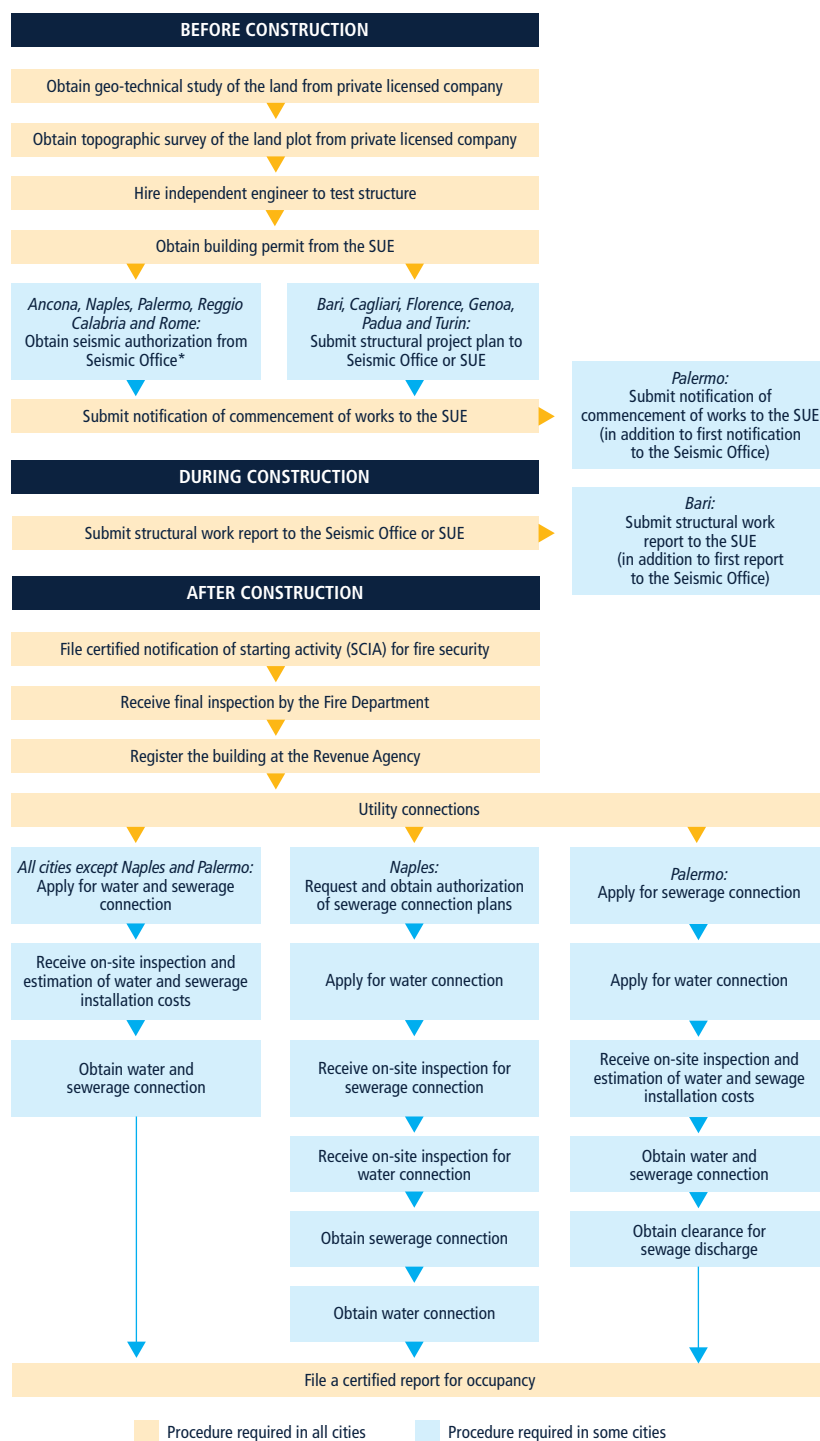 BEFORE CONSTRUCTION
Obtain geo-technical study of the land from private licensed company
Obtain topographic survey of the land plot from private licensed company
Hire independent engineer to test structure
Obtain building permit from the SUE
Ancona, Naples, Palermo, Reggio
Calabria and Rome:
Obtain seismic authorization from
Seismic Office*
Bari, Cagliari, Florence, Genoa,
Padua and Turin:
Submit structural project plan to
Seismic Office or SUE
Submit notification of commencement of works to the SUE
Palermo:
Submit notification of
commencement of works to the SUE
(in addition to first notification
to the Seismic Office)
DURING CONSTRUCTION
Submit structural work report to the Seismic Office or SUE
Bari:
Submit structural work
report to the SUE
(in addition to first report
to the Seismic Office)
AFTER CONSTRUCTION
File certified notification of starting activity (SCIA) for fire security
Receive final inspection by the Fire Department
Register the building at the Revenue Agency
Utility connections
All cities except Naples and Palermo:
Apply for water and sewerage
connection
Receive on-site inspection and
estimation of water and sewerage
installation costs
Obtain water and
sewerage connection
Naples:
Request and obtain authorization
of sewerage connection plans
Apply for water connection
Receive on-site inspection for
sewerage connection
Receive on-site inspection for
water connection
Obtain sewerage connection
Obtain water connection
Palermo:
Apply for sewerage connection
Apply for water connection
Receive on-site inspection and
estimation of water and sewage
installation costs
Obtain water and
sewerage connection
Obtain clearance for
sewage discharge
File a certified report for occupancy
Procedure required in all cities
Procedure required in some cities